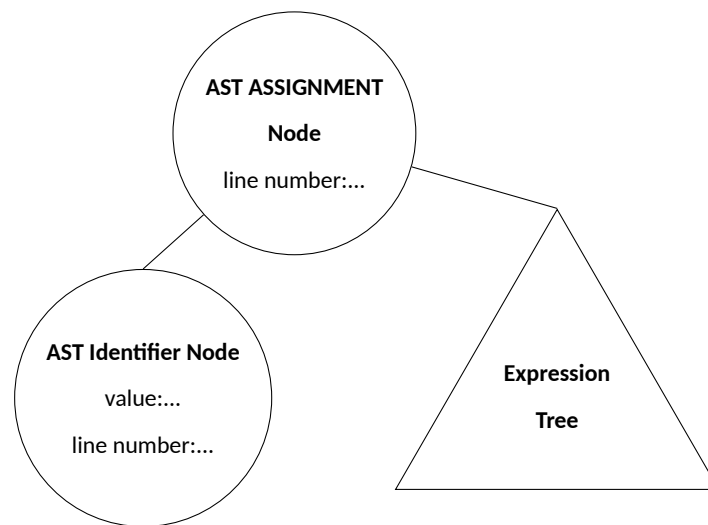 AST ASSIGNMENT
Node
line number:...
AST Identifier Node
value:...
line number:...
Expression
Tree